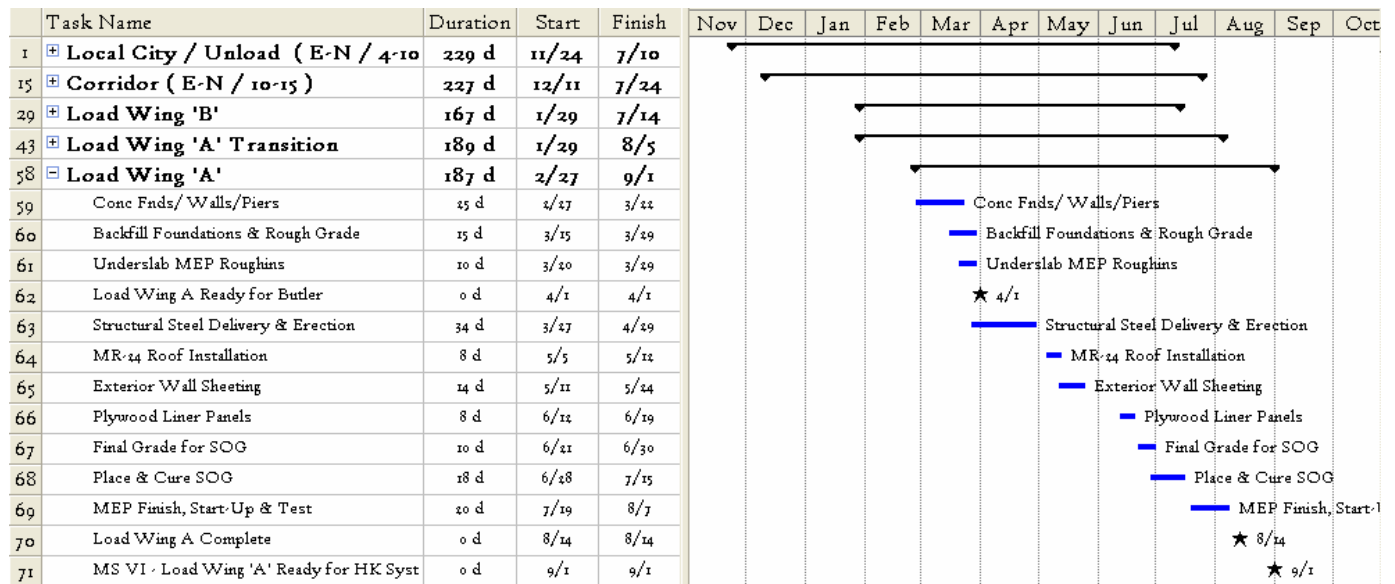 Task Name Duration Start Finish Nov Dec Jan Feb Mar Apr May Jun Jul Aug Sep Oct
1 Local City / Unload ( E-N / 4-10 229 d 11/24 7/10
15 Corridor ( E-N / 10-15 ) 227 d 12/11 7/24
29 Load Wing 'B' 167 d 1/29 7/14
43 Load Wing 'A' Transition 189 d 1/29 8/5
58 Load Wing 'A' 187 d 2/27 9/1
59 Conc Fnds/ Walls/Piers 25 d 2/27 3/22 Conc Fnds/ Walls/Piers
60 Backfill Foundations & Rough Grade 15 d 3/15 3/29 Backfill Foundations & Rough Grade
61 Underslab MEP Roughins 10 d 3/20 3/29 Underslab MEP Roughins
62 Load Wing A Ready for Butler 0 d 4/1 4/1 4/1
63 Structural Steel Delivery & Erection 34 d 3/27 4/29 Structural Steel Delivery & Erection
64 MR-24 Roof Installation 8 d 5/5 5/12 MR-24 Roof Installation
65 Exterior Wall Sheeting 14 d 5/11 5/24 Exterior Wall Sheeting
66 Plywood Liner Panels 8 d 6/12 6/19 Plywood Liner Panels
67 Final Grade for SOG 10 d 6/21 6/30 Final Grade for SOG
68 Place & Cure SOG 18 d 6/28 7/15 Place & Cure SOG
69 MEP Finish, Start-Up & Test 20 d 7/19 8/7 MEP Finish, Start-U
70 Load Wing A Complete 0 d 8/14 8/14 8/14
71 MS VI - Load Wing 'A' Ready for HK Syst 0 d 9/1 9/1 9/1